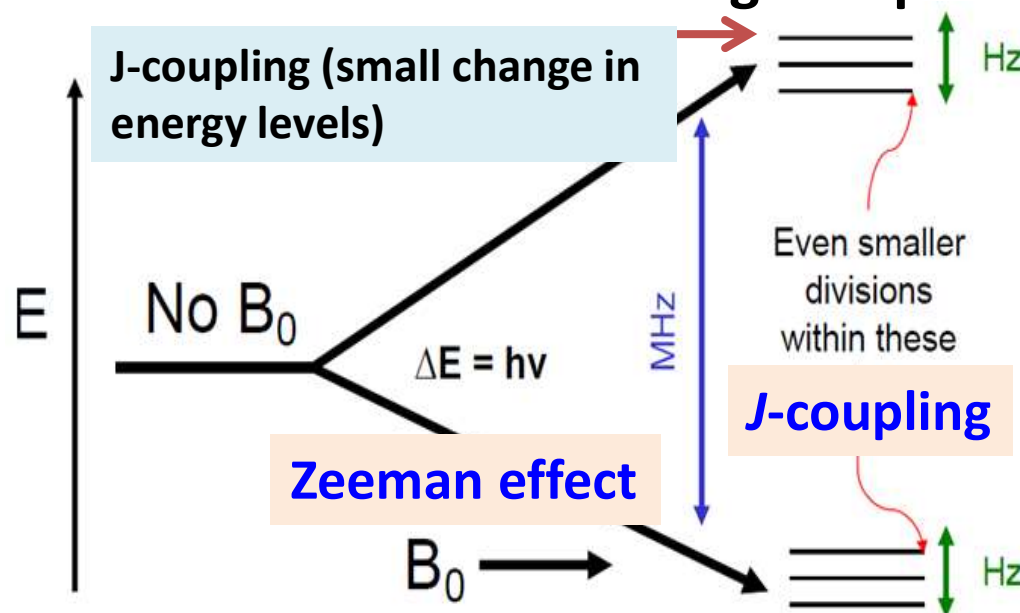 J-coupling (small change in
energy levels)
Hz
Even smaller
divisions
within these
E
No B₀
MHz
ΔE = hν
J-coupling
Zeeman effect
B₀
Hz